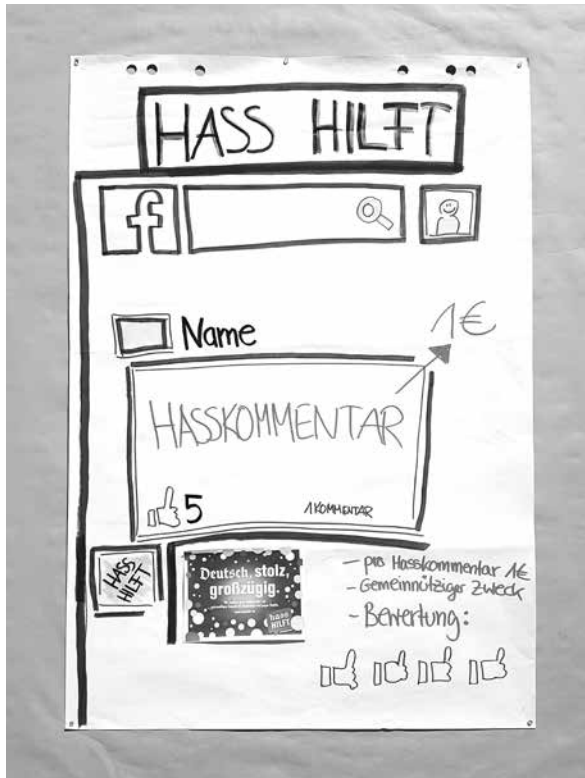 HASS HILFT
f
Name
1€
HASSKOMMENTAR
5
1 KOMMENTAR
HASS
HILFT
Deutsch, stolz,
großzügig.
hass
HILFT
- pro Hasskommentar 1€
- Gemeinnütziger Zweck
- Bewertung: